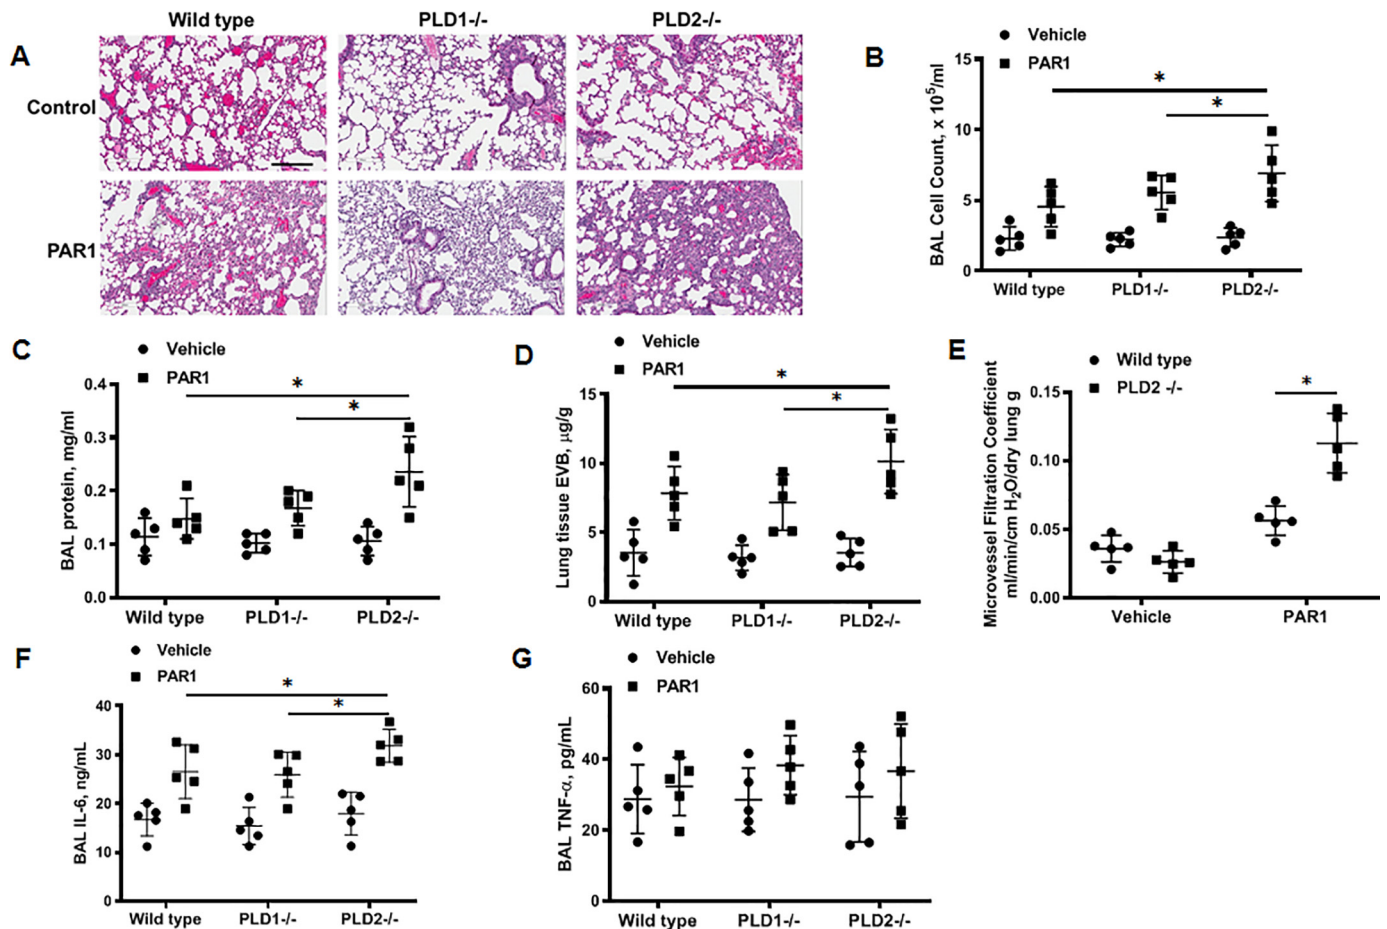 Wild type PLD1-/- PLD2-/-
A
Control
PAR1
B
Vehicle
PAR1
BAL Cell Count, x 10⁵/ml
15
10
5
0
*
*
Wild type PLD1-/- PLD2-/-
C
Vehicle
PAR1
BAL protein, mg/ml
0.4
0.3
0.2
0.1
0.0
*
*
Wild type PLD1-/- PLD2-/-
D
Vehicle
PAR1
Lung tissue EVB, µg/g
15
10
5
0
*
*
Wild type PLD1-/- PLD2-/-
E
Wild type
PLD2 -/-
Microvessel Filtration Coefficient
ml/min/cm H₂O/dry lung g
0.15
0.10
0.05
0.00
*
Vehicle PAR1
F
Vehicle
PAR1
BAL IL-6, ng/mL
40
30
20
10
0
*
*
Wild type PLD1-/- PLD2-/-
G
Vehicle
PAR1
BAL TNF-α, pg/mL
60
40
20
0
Wild type PLD1-/- PLD2-/-